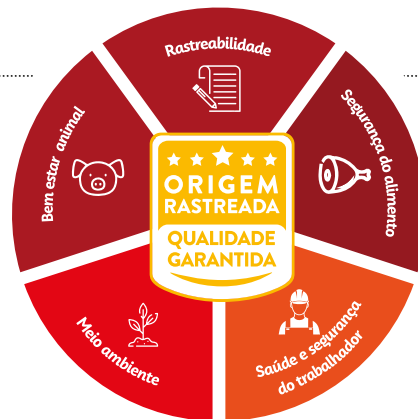 Rastreabilidade
Bem estar animal
Segurança do alimento
ORIGEM
RASTREADA
QUALIDADE
GARANTIDA
Meio ambiente
Saúde e segurança
do trabalhador